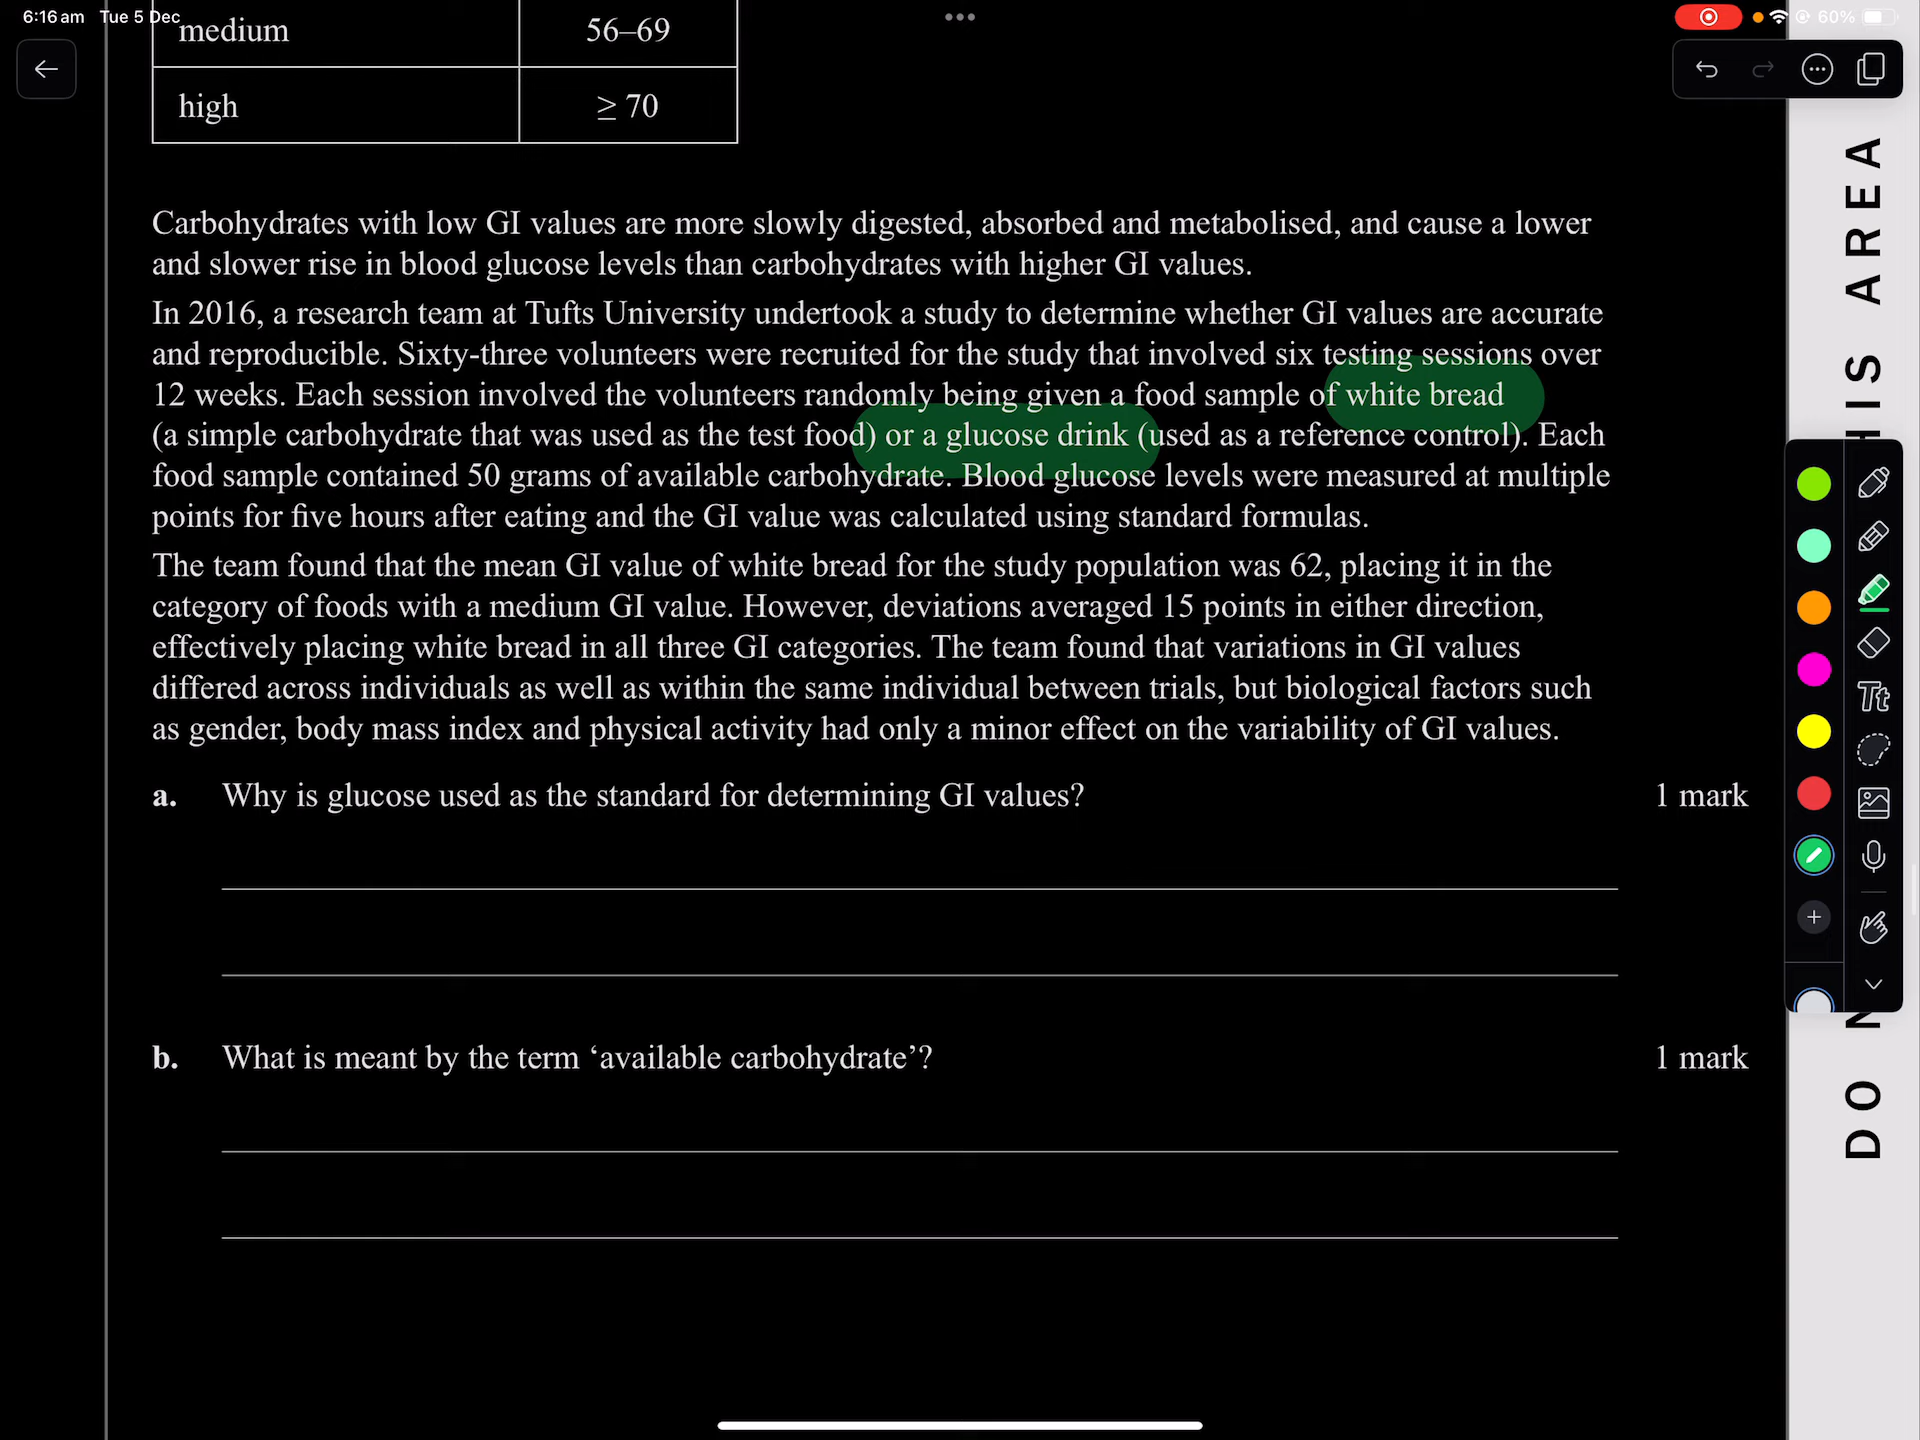 6:16 am Tue 5 Dec
60%
medium 56–69
high ≥ 70
Carbohydrates with low GI values are more slowly digested, absorbed and metabolised, and cause a lower
and slower rise in blood glucose levels than carbohydrates with higher GI values.
In 2016, a research team at Tufts University undertook a study to determine whether GI values are accurate
and reproducible. Sixty-three volunteers were recruited for the study that involved six testing sessions over
12 weeks. Each session involved the volunteers randomly being given a food sample of white bread
(a simple carbohydrate that was used as the test food) or a glucose drink (used as a reference control). Each
food sample contained 50 grams of available carbohydrate. Blood glucose levels were measured at multiple
points for five hours after eating and the GI value was calculated using standard formulas.
The team found that the mean GI value of white bread for the study population was 62, placing it in the
category of foods with a medium GI value. However, deviations averaged 15 points in either direction,
effectively placing white bread in all three GI categories. The team found that variations in GI values
differed across individuals as well as within the same individual between trials, but biological factors such
as gender, body mass index and physical activity had only a minor effect on the variability of GI values.
a. Why is glucose used as the standard for determining GI values? 1 mark
b. What is meant by the term ‘available carbohydrate’? 1 mark
Tt
DO N
HIS AREA